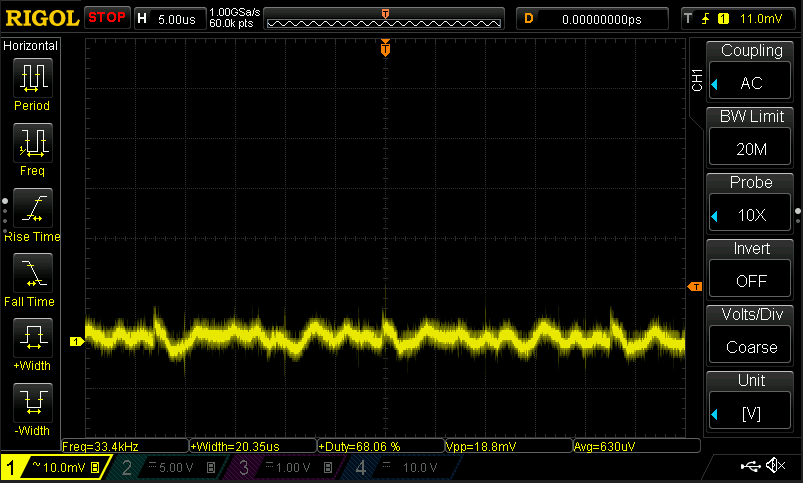 RIGOL STOP H 5.00us 1.00GSa/s 60.0k pts T D 0.00000000ps T 1 11.0mV
Horizontal
Period
Freq
Rise Time
Fall Time
+Width
-Width
T
T
1
CH1
Coupling
AC
BW Limit
20M
Probe
10X
Invert
OFF
Volts/Div
Coarse
Unit
[V]
Freq=33.4kHz +Width=20.35us +Duty=68.06 % Vpp=18.8mV Avg=630uV
1 ~ 10.0mV B 2 5.00 V B 3 1.00 V B 4 10.0 V